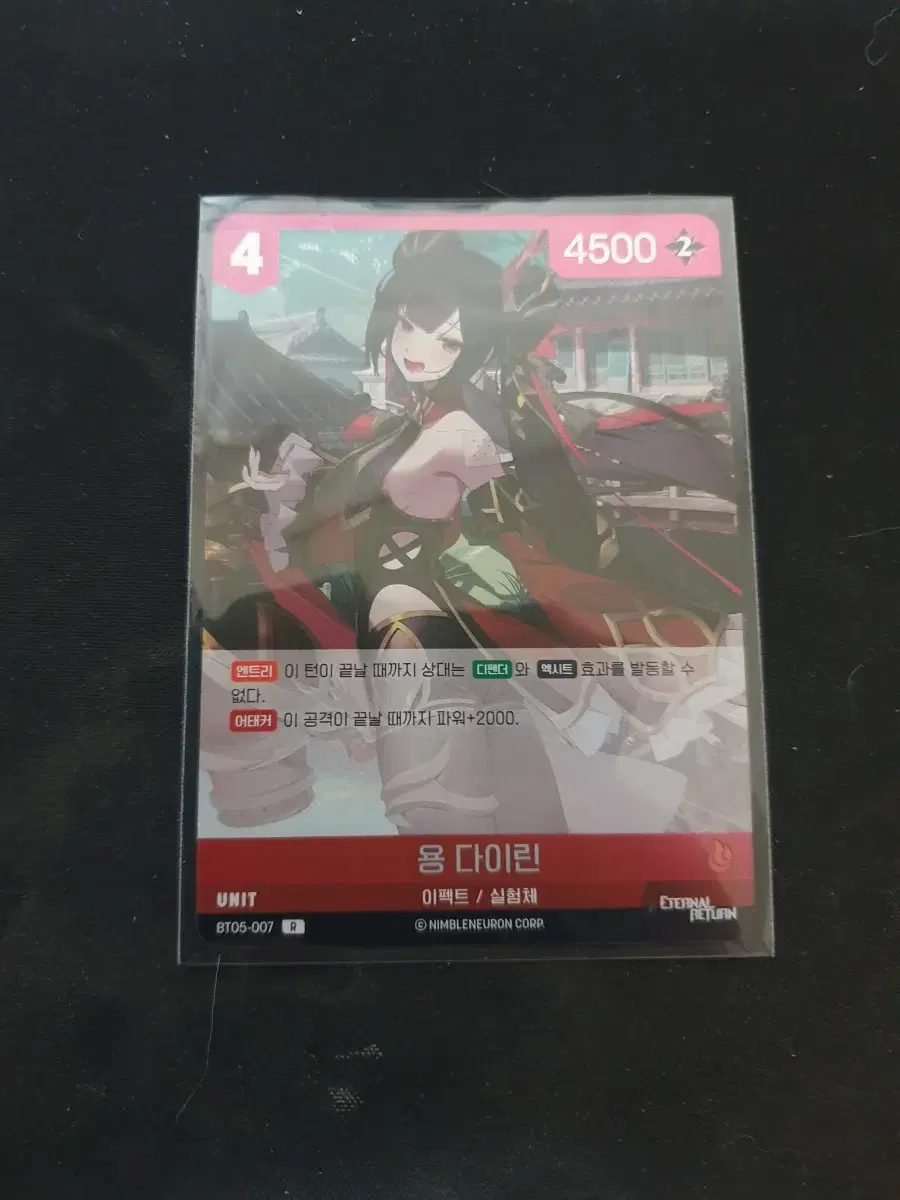 4
4500 2
엔트리 이 턴이 끝날 때까지 상대는 디펜더 와 엑시트 효과를 발동할 수
없다.
어태커 이 공격이 끝날 때까지 파워+2000.
용 다이린
UNIT
이펙트 / 실험체
ETERNAL
RETURN
BT05-007 R
© NIMBLENEURON CORP.